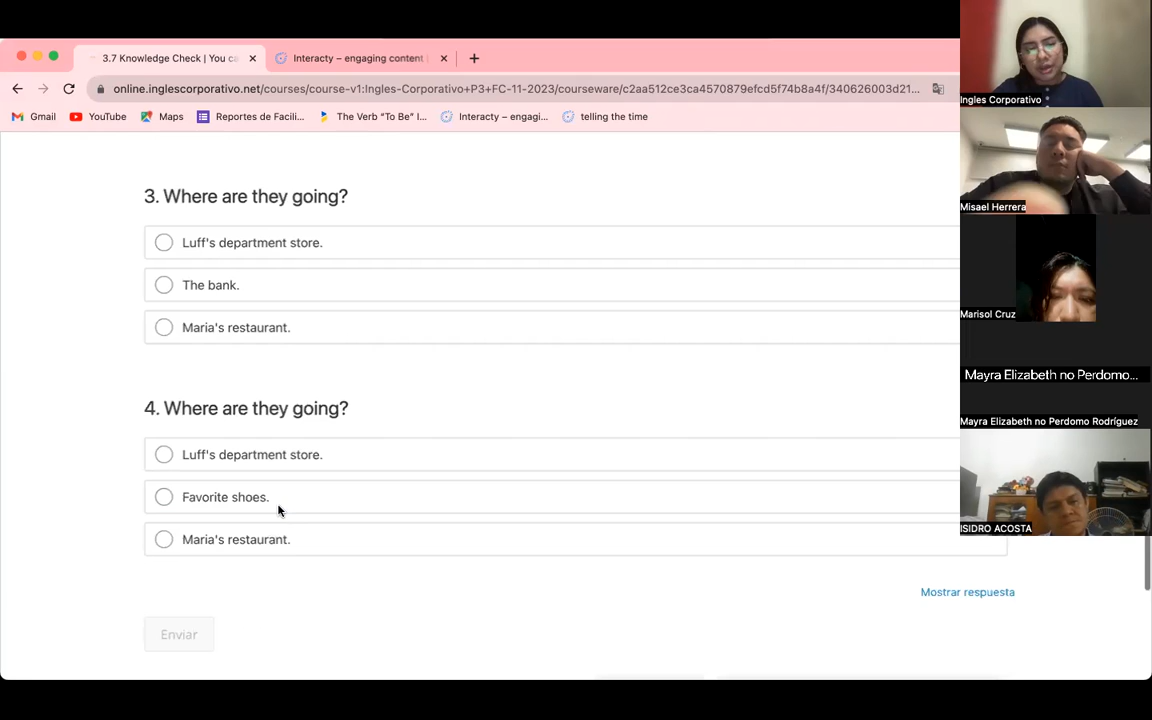 3.7 Knowledge Check | You ca
Interacty – engaging content
online.inglescorporativo.net/courses/course-v1:Ingles-Corporativo+P3+FC-11-2023/courseware/c2aa512ce3ca4570879efcd5f74b8a4f/340626003d21...
Gmail
YouTube
Maps
Reportes de Facili...
The Verb “To Be” I...
Interacty – engagi...
telling the time
3. Where are they going?
Luff's department store.
The bank.
Maria's restaurant.
4. Where are they going?
Luff's department store.
Favorite shoes.
Maria's restaurant.
Mostrar respuesta
Enviar
Ingles Corporativo
Misael Herrera
Marisol Cruz
Mayra Elizabeth no Perdomo...
Mayra Elizabeth no Perdomo Rodríguez
ISIDRO ACOSTA